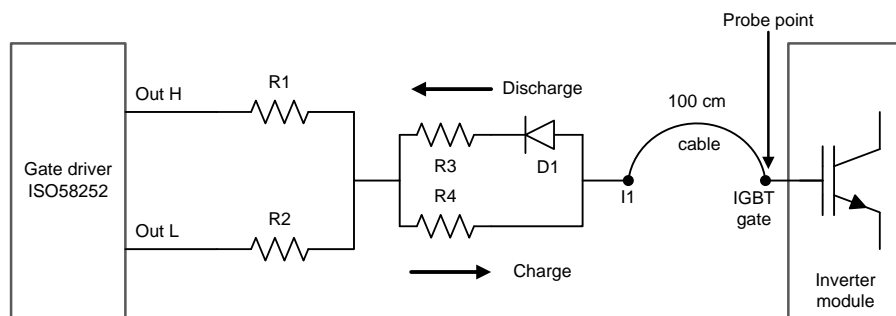 Probe point
Out H
R1
Discharge
100 cm
cable
Gate driver
ISO58252
R3
D1
I1
IGBT
gate
R4
Out L
R2
Charge
Inverter
module